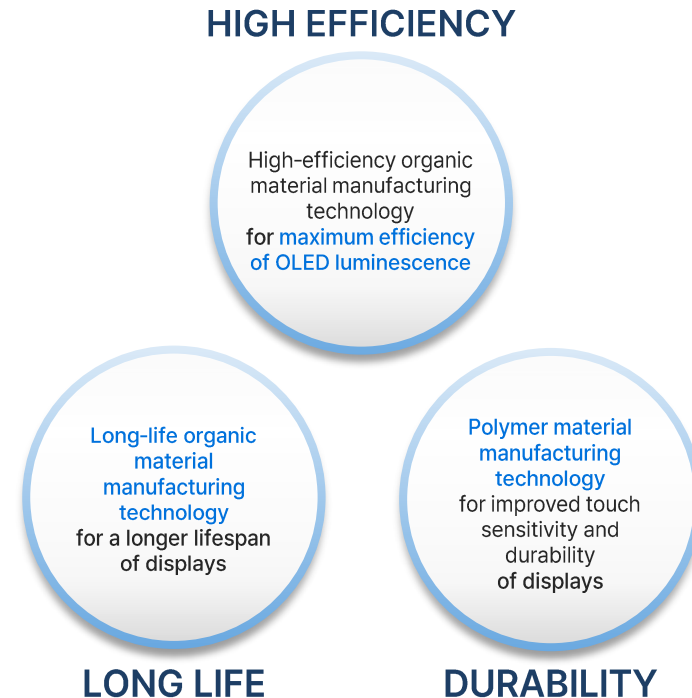 HIGH EFFICIENCY
High-efficiency organic
material manufacturing
technology
for maximum efficiency
of OLED luminescence
Long-life organic
material
manufacturing
technology
for a longer lifespan
of displays
LONG LIFE
Polymer material
manufacturing
technology
for improved touch
sensitivity and
durability
of displays
DURABILITY